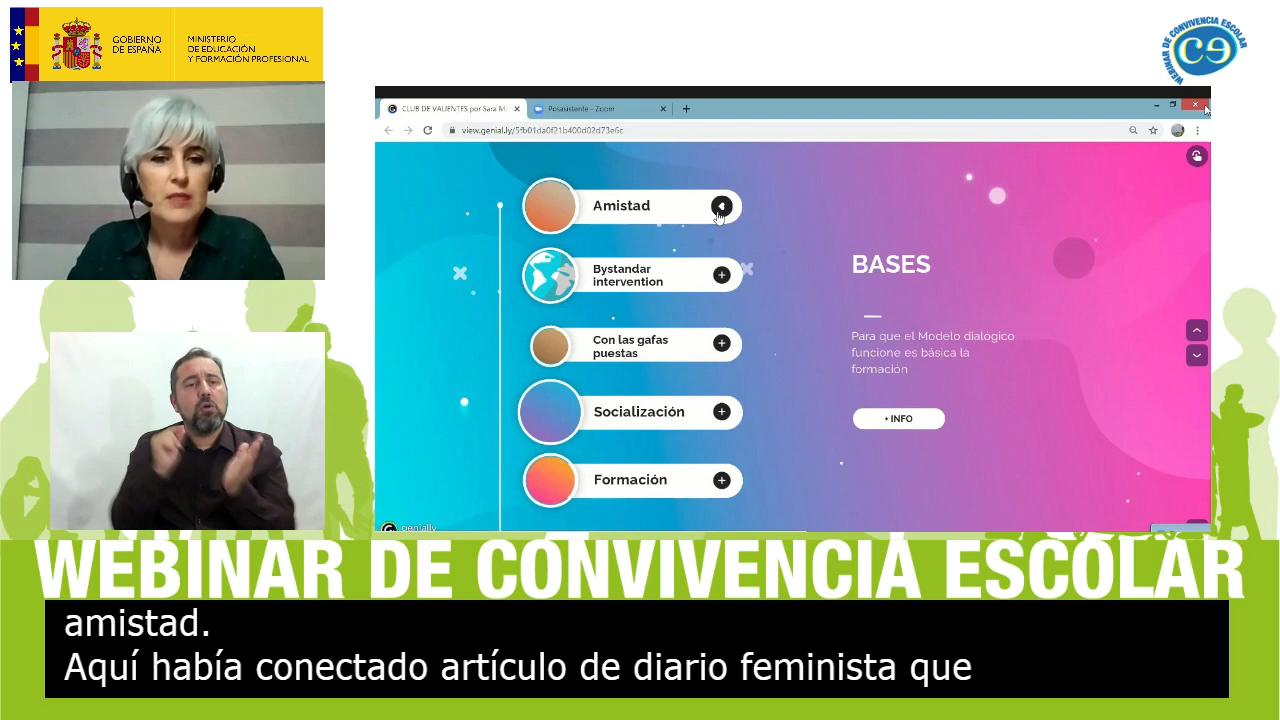 GOBIERNO
DE ESPAÑA
MINISTERIO
DE EDUCACIÓN
Y FORMACIÓN PROFESIONAL
WEBINAR DE CONVIVENCIA ESCOLAR
ce
CLUB DE VALIENTES por Sara M
Posasistente - Zoom
view.genial.ly/5fb01da0f21b400d02d73e6c
Amistad
Bystandar
intervention
Con las gafas
puestas
Socialización
Formación
BASES
Para que el Modelo dialógico
funcione es básica la
formación
+ INFO
genially
WEBINAR DE CONVIVENCIA ESCOLAR
amistad.
Aquí había conectado artículo de diario feminista que